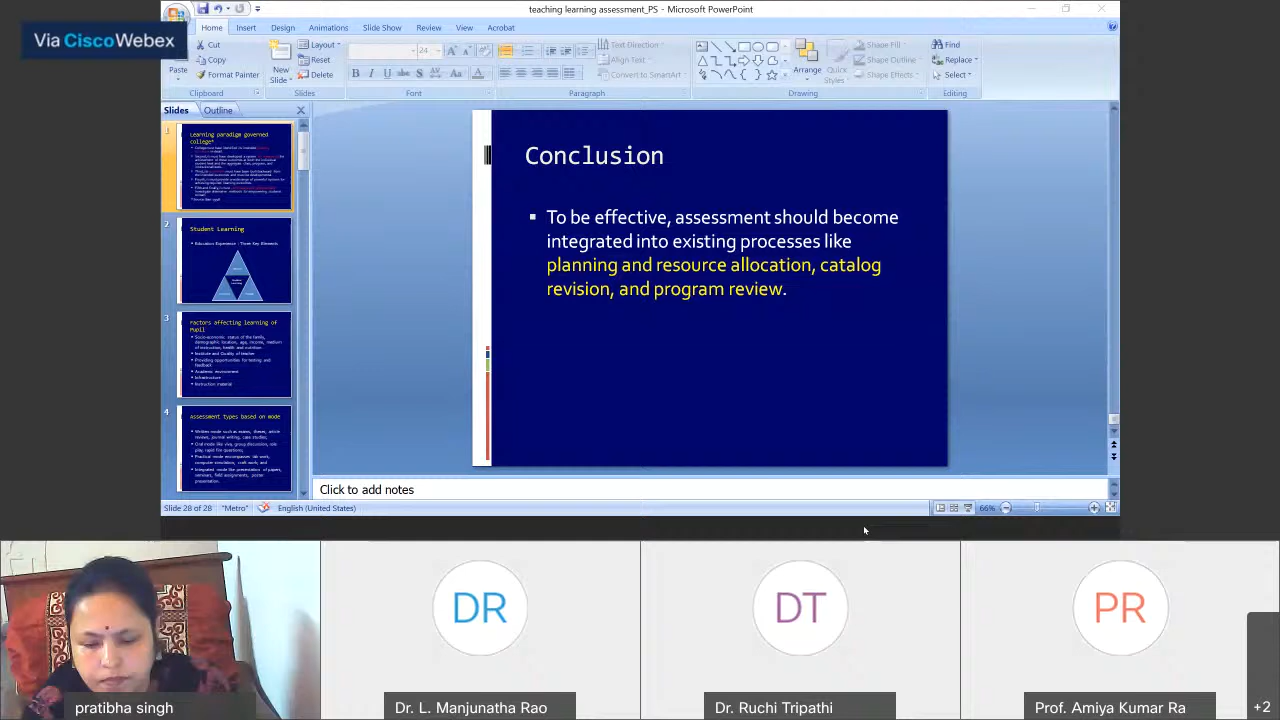 teaching learning assessment_PS - Microsoft PowerPoint
Via CiscoWebex
Home Insert Design Animations Slide Show Review View Acrobat
Cut
Copy
Format Painter
Paste
Clipboard
New
Slide
Layout
Reset
Delete
Slides
24
Font
Text Direction
Align Text
Convert to SmartArt
Paragraph
Arrange
Quick
Styles
Shape Fill
Shape Outline
Shape Effects
Drawing
Find
Replace
Select
Editing
Slides Outline
1
Learning paradigm governed
college*
2
Student Learning
Education Experience : Three Key Elements
3
Factors affecting learning of
Pupil
Socio-economic status of the family,
demographic location, age, income, medium
of instruction, health and nutrition
Institute and Quality of teacher
Providing opportunities for testing and
feedback
Academic environment
Infrastructure
Instruction material
4
Assessment types based on mode
Written mode such as exams, theses, article
reviews, journal writing, case studies;
Oral mode like viva, group discussion, role
play, rapid fire questions;
Practical mode encompasses lab work,
computer simulation, craft work; and
Integrated mode like presentation of papers,
seminars, field assignments, poster
presentation.
To be effective, assessment should become
integrated into existing processes like
planning and resource allocation, catalog
revision, and program review.
Click to add notes
Slide 28 of 28 "Metro" English (United States) 66%
DR
DT
PR
pratibha singh
Dr. L. Manjunatha Rao
Dr. Ruchi Tripathi
Prof. Amiya Kumar Ra
+2